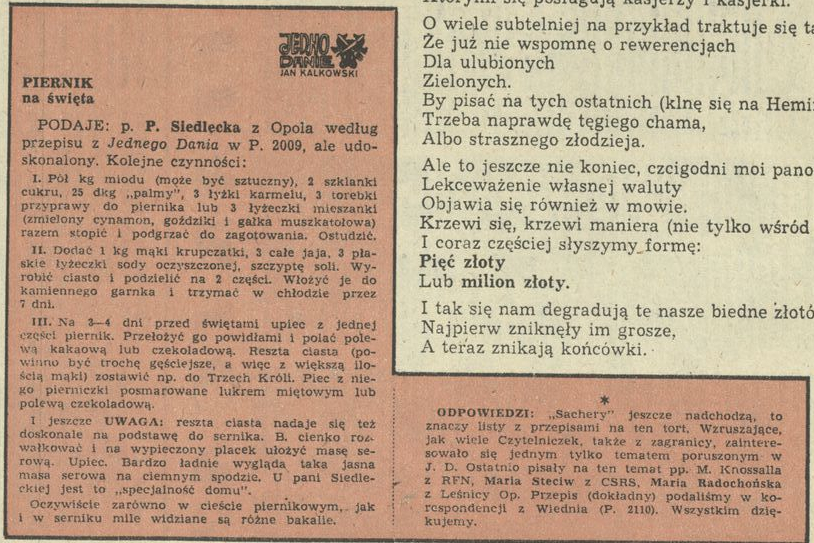 JEDNO
DANIE
JAN KALKOWSKI
PIERNIK
na święta
PODAJE: p. P. Siedlecka z Opola według
przepisu z Jednego Dania w P. 2009, ale udo-
skonalony. Kolejne czynności:
I. Pół kg miodu (może być sztuczny), 2 szklanki
cukru, 25 dkg „palmy”, 3 łyżki karmelu, 3 torebki
przyprawy do piernika lub 3 łyżeczki mieszanki
(zmielony cynamon, goździki i gałka muszkatołowa)
razem stopić i podgrzać do zagotowania. Ostudzić.
II. Dodać 1 kg mąki krupczatki, 3 całe jaja, 3 pła-
skie łyżeczki sody oczyszczonej, szczyptę soli. Wy-
robić ciasto i podzielić na 2 części. Włożyć je do
kamiennego garnka i trzymać w chłodzie przez
7 dni.
III. Na 3—4 dni przed świętami upiec z jednej
części piernik. Przełożyć go powidłami i polać pole-
wą kakaową lub czekoladową. Reszta ciasta (po-
winno być trochę gęściejsze, a więc z większą ilo-
ścią mąki) zostawić np. do Trzech Króli. Piec z nie-
go pierniczki posmarowane lukrem miętowym lub
polewą czekoladową.
I jeszcze UWAGA: reszta ciasta nadaje się też
doskonale na podstawę do sernika. B. cienko roz-
wałkować i na wypieczony placek ułożyć masę se-
rową. Upiec. Bardzo ładnie wygląda taka jasna
masa serowa na ciemnym spodzie. U pani Siedle-
ckiej jest to „specjalność domu”.
Oczywiście zarówno w cieście piernikowym, jak
i w serniku mile widziane są różne bakalie.
którymi się posługują kasjerzy i kasjerki.
O wiele subtelniej na przykład traktuje się
Że już nie wspomnę o rewerencjach
Dla ulubionych
Zielonych.
By pisać na tych ostatnich (klnę się na
Trzeba naprawdę tęgiego chama,
Albo strasznego złodzieja.
Ale to jeszcze nie koniec, czcigodni moi
Lekceważenie własnej waluty
Objawia się również w mowie.
Krzewi się, krzewi maniera (nie tylko wśród
I coraz częściej słyszymy formę:
Pięć złoty
Lub milion złoty.
I tak się nam degradują te nasze biedne
Najpierw zniknęły im grosze,
A teraz znikają końcówki.
*
ODPOWIEDZI: „Sachery” jeszcze nadchodzą, to
znaczy listy z przepisami na ten tort. Wzruszające,
jak wiele Czytelniczek, także z zagranicy, zaintere-
sowało się jednym tylko tematem poruszonym w
J. D. Ostatnio pisały na ten temat pp. M. Knossalla
z RFN, Maria Steciw z CSRS, Maria Radochońska
z Leśnicy Op. Przepis (dokładny) podaliśmy w ko-
respondencji z Wiednia (P. 2110). Wszystkim dzię-
kujemy.